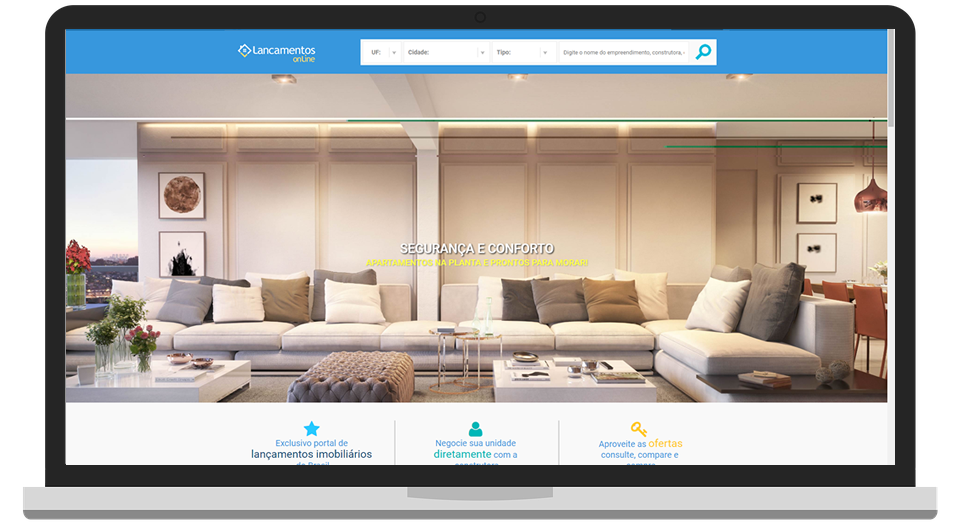 Lancamentos
onLine
UF:
Cidade:
Tipo:
Digite o nome do empreendimento, construtora,
SEGURANÇA E CONFORTO
APARTAMENTOS NA PLANTA E PRONTOS PARA MORAR!
Exclusivo portal de
lançamentos imobiliários
do Brasil
Negocie sua unidade
diretamente com a
construtora
Aproveite as ofertas
consulte, compare e
compre